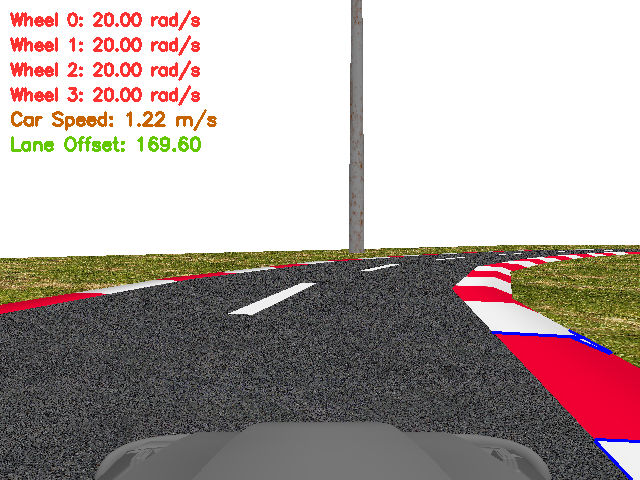 Wheel 0: 20.00 rad/s
Wheel 1: 20.00 rad/s
Wheel 2: 20.00 rad/s
Wheel 3: 20.00 rad/s
Car Speed: 1.22 m/s
Lane Offset: 169.60